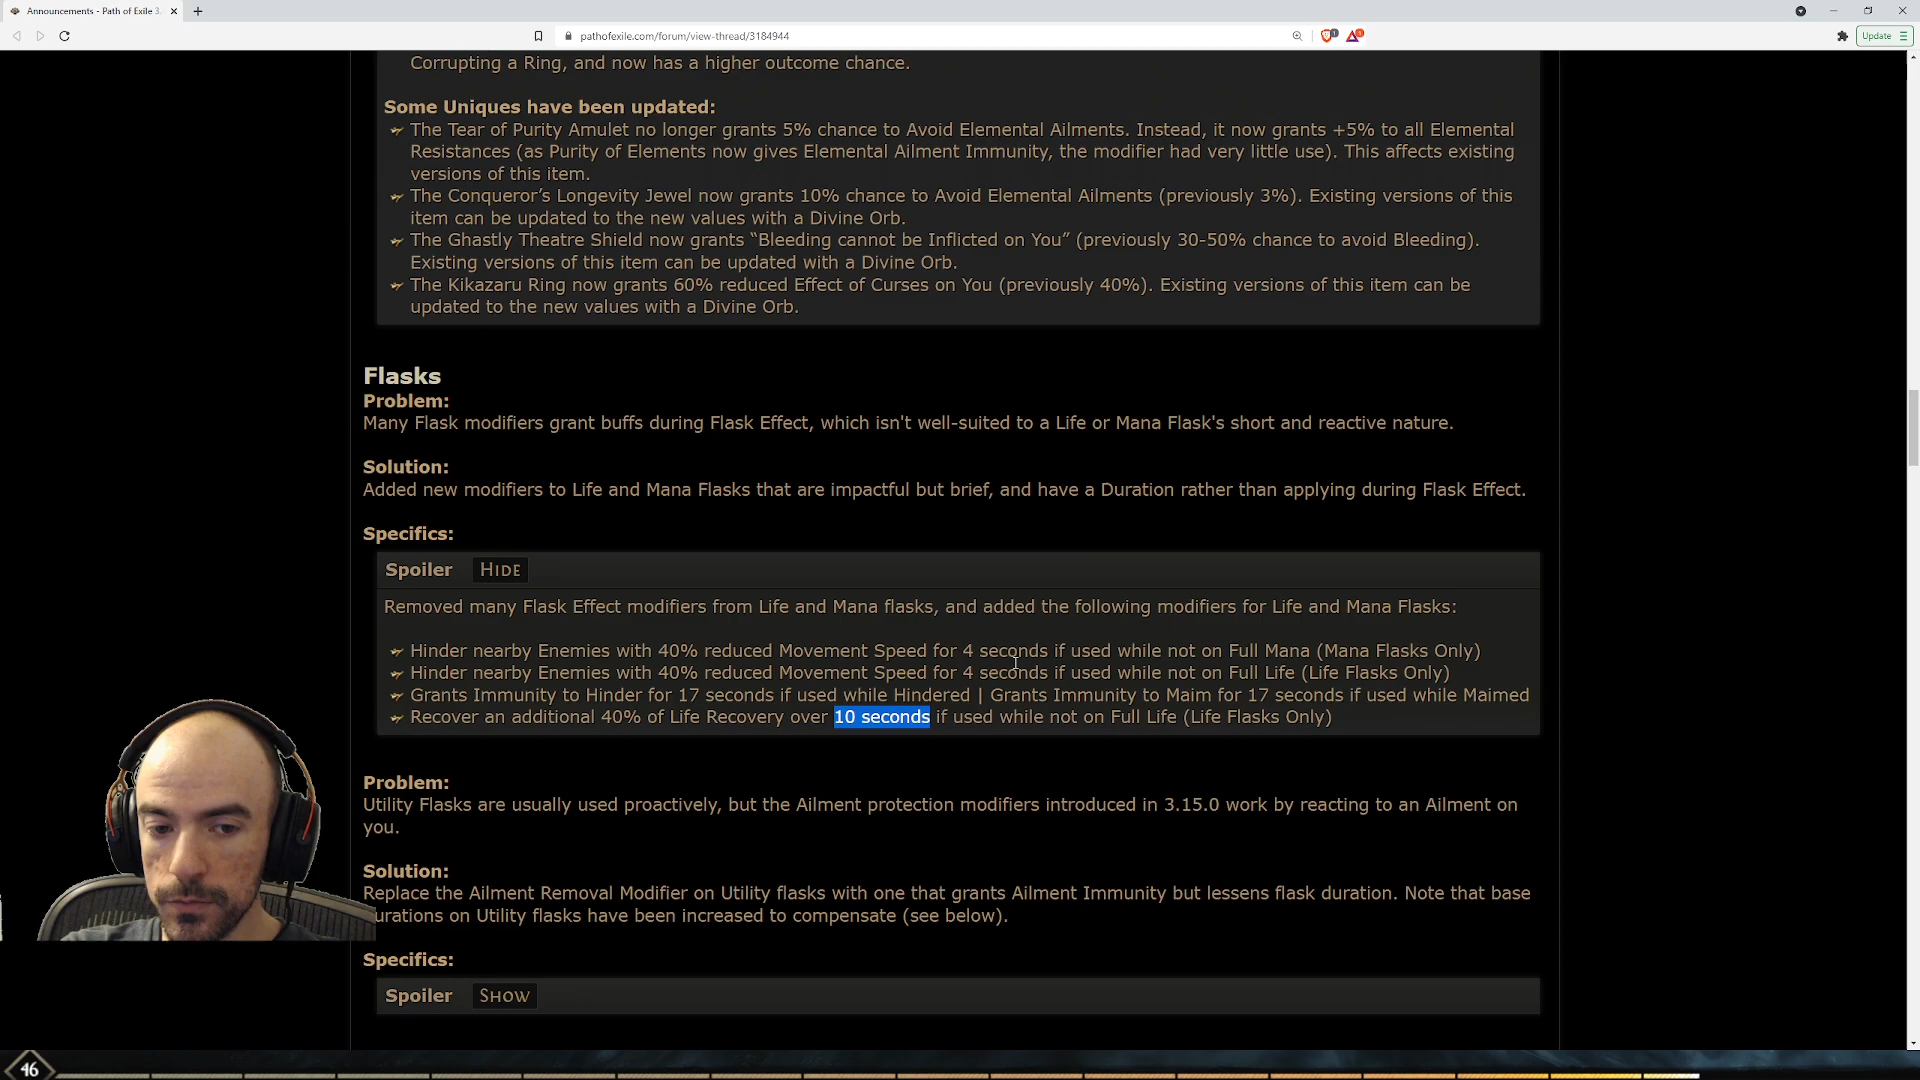 Announcements - Path of Exile 3.
pathofexile.com/forum/view-thread/3184944
Update
Corrupting a Ring, and now has a higher outcome chance.
Some Uniques have been updated:
The Tear of Purity Amulet no longer grants 5% chance to Avoid Elemental Ailments. Instead, it now grants +5% to all Elemental
Resistances (as Purity of Elements now gives Elemental Ailment Immunity, the modifier had very little use). This affects existing
versions of this item.
The Conqueror's Longevity Jewel now grants 10% chance to Avoid Elemental Ailments (previously 3%). Existing versions of this
item can be updated to the new values with a Divine Orb.
The Ghastly Theatre Shield now grants “Bleeding cannot be Inflicted on You” (previously 30-50% chance to avoid Bleeding).
Existing versions of this item can be updated with a Divine Orb.
The Kikazaru Ring now grants 60% reduced Effect of Curses on You (previously 40%). Existing versions of this item can be
updated to the new values with a Divine Orb.
Flasks
Problem:
Many Flask modifiers grant buffs during Flask Effect, which isn't well-suited to a Life or Mana Flask's short and reactive nature.
Solution:
Added new modifiers to Life and Mana Flasks that are impactful but brief, and have a Duration rather than applying during Flask Effect.
Specifics:
Spoiler HIDE
Removed many Flask Effect modifiers from Life and Mana flasks, and added the following modifiers for Life and Mana Flasks:
Hinder nearby Enemies with 40% reduced Movement Speed for 4 seconds if used while not on Full Mana (Mana Flasks Only)
Hinder nearby Enemies with 40% reduced Movement Speed for 4 seconds if used while not on Full Life (Life Flasks Only)
Grants Immunity to Hinder for 17 seconds if used while Hindered | Grants Immunity to Maim for 17 seconds if used while Maimed
Recover an additional 40% of Life Recovery over 10 seconds if used while not on Full Life (Life Flasks Only)
Problem:
Utility Flasks are usually used proactively, but the Ailment protection modifiers introduced in 3.15.0 work by reacting to an Ailment on
you.
Solution:
Replace the Ailment Removal Modifier on Utility flasks with one that grants Ailment Immunity but lessens flask duration. Note that base
urations on Utility flasks have been increased to compensate (see below).
Specifics:
Spoiler SHOW
46